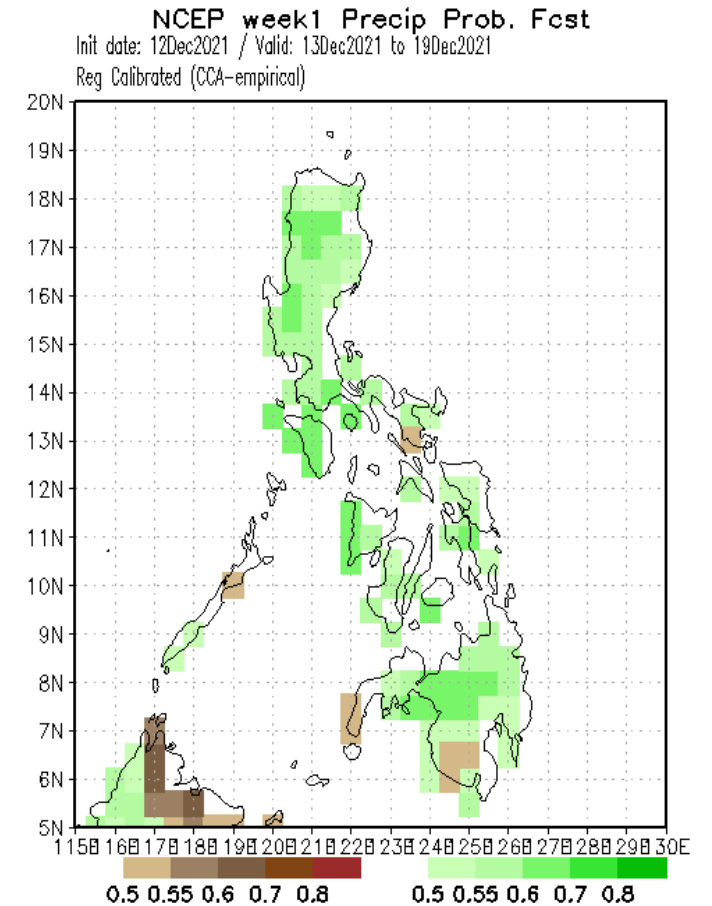 NCEP week1 Precip Prob. Fcst
Init date: 12Dec2021 / Valid: 13Dec2021 to 19Dec2021
Reg Calibrated (CCA-empirical)
20N
19N
18N
17N
16N
15N
14N
13N
12N
11N
10N
9N
8N
7N
6N
5N
115E 116E 117E 118E 119E 120E 121E 122E 123E 124E 125E 126E 127E 128E 129E 130E
0.5 0.55 0.6 0.7 0.8 0.5 0.55 0.6 0.7 0.8